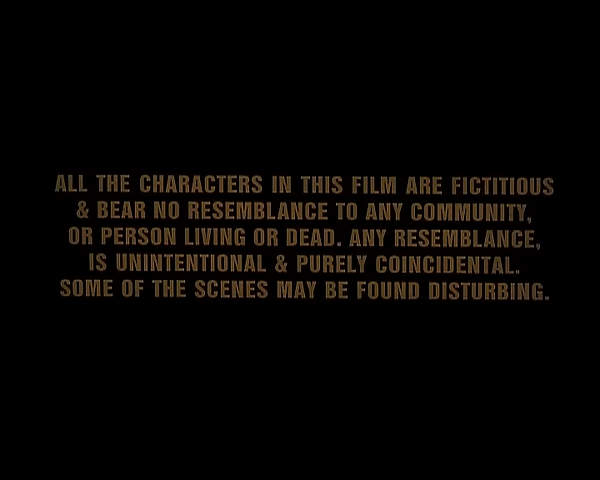 ALL THE CHARACTERS IN THIS FILM ARE FICTITIOUS
& BEAR NO RESEMBLANCE TO ANY COMMUNITY,
OR PERSON LIVING OR DEAD. ANY RESEMBLANCE,
IS UNINTENTIONAL & PURELY COINCIDENTAL.
SOME OF THE SCENES MAY BE FOUND DISTURBING.